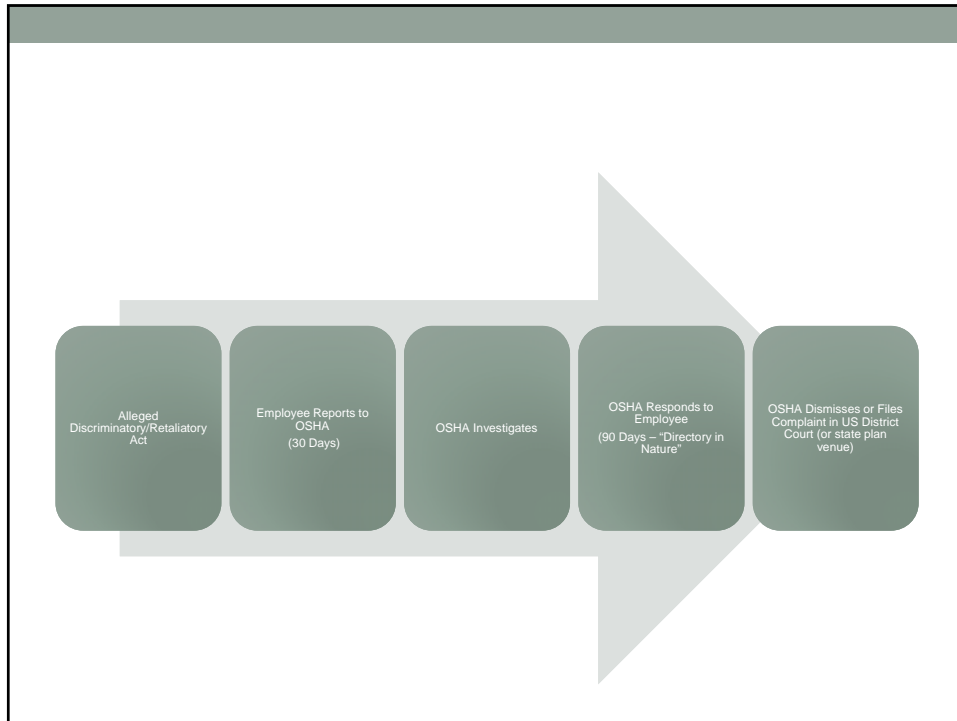 Alleged
Discriminatory/Retaliatory
Act
Employee Reports to
OSHA
(30 Days)
OSHA Investigates
OSHA Responds to
Employee
(90 Days – “Directory in
Nature”
OSHA Dismisses or Files
Complaint in US District
Court (or state plan
venue)